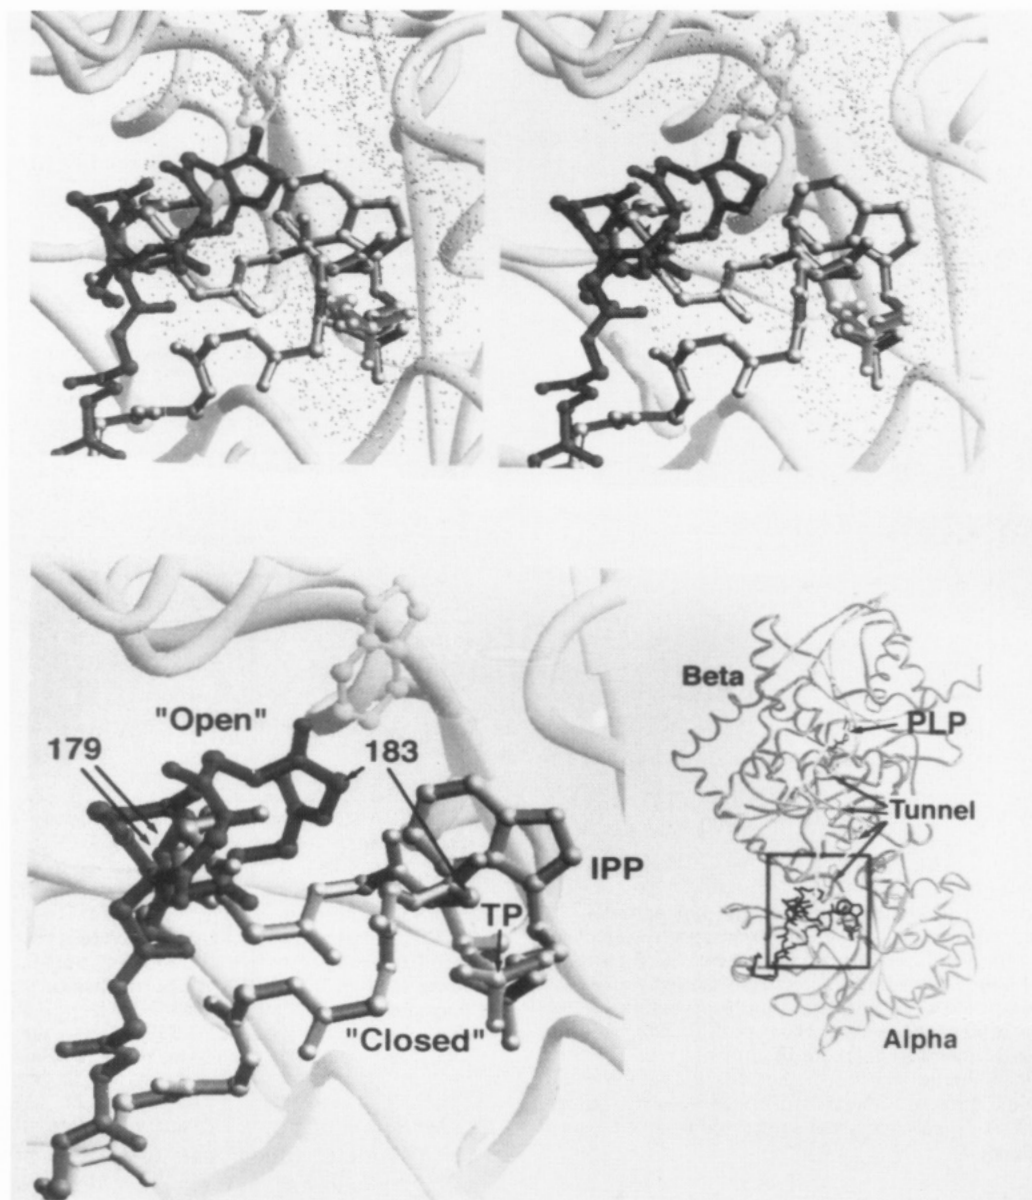 "Open"
179
183
IPP
TP
"Closed"
Beta
PLP
Tunnel
Alpha